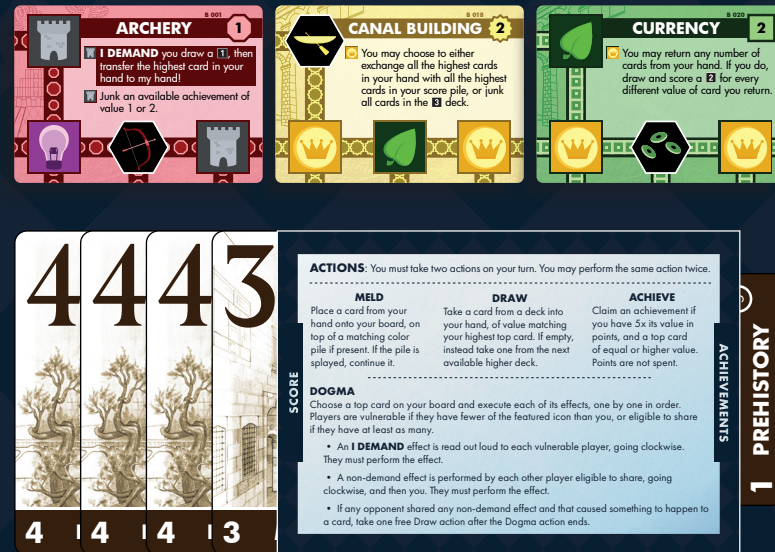 B 001
ARCHERY
1
I DEMAND you draw a 1, then
transfer the highest card in your
hand to my hand!
Junk an available achievement of
value 1 or 2.
B 018
CANAL BUILDING
2
You may choose to either
exchange all the highest cards
in your hand with all the highest
cards in your score pile, or junk
all cards in the 3 deck.
B 020
CURRENCY
2
You may return any number of
cards from your hand. If you do,
draw and score a 2 for every
different value of card you return.
4
4
4
3
4
4
4
3
SCORE
ACTIONS: You must take two actions on your turn. You may perform the same action twice.
MELD
Place a card from your
hand onto your board, on
top of a matching color
pile if present. If the pile is
splayed, continue it.
DRAW
Take a card from a deck into
your hand, of value matching
your highest top card. If empty,
instead take one from the next
available higher deck.
ACHIEVE
Claim an achievement if
you have 5x its value in
points, and a top card
of equal or higher value.
Points are not spent.
DOGMA
Choose a top card on your board and execute each of its effects, one by one in order.
Players are vulnerable if they have fewer of the featured icon than you, or eligible to share
if they have at least as many.
• An I DEMAND effect is read out loud to each vulnerable player, going clockwise.
They must perform the effect.
• A non-demand effect is performed by each other player eligible to share, going
clockwise, and then you. They must perform the effect.
• If any opponent shared any non-demand effect and that caused something to happen to
a card, take one free Draw action after the Dogma action ends.
ACHIEVEMENTS
1 PREHISTORY